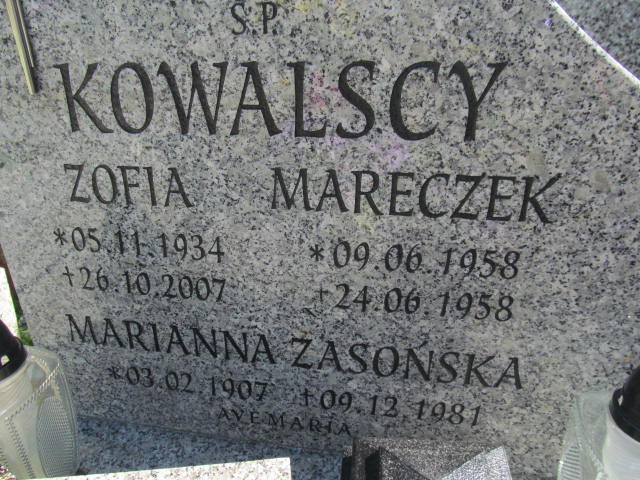 Ś.P.
KOWALSCY
ZOFIA MARECZEK
*05.11.1934 *09.06.1958
+26.10.2007 +24.06.1958
MARIANNA ZASOŃSKA
*03.02.1907 +09.12.1981
AVE MARIA